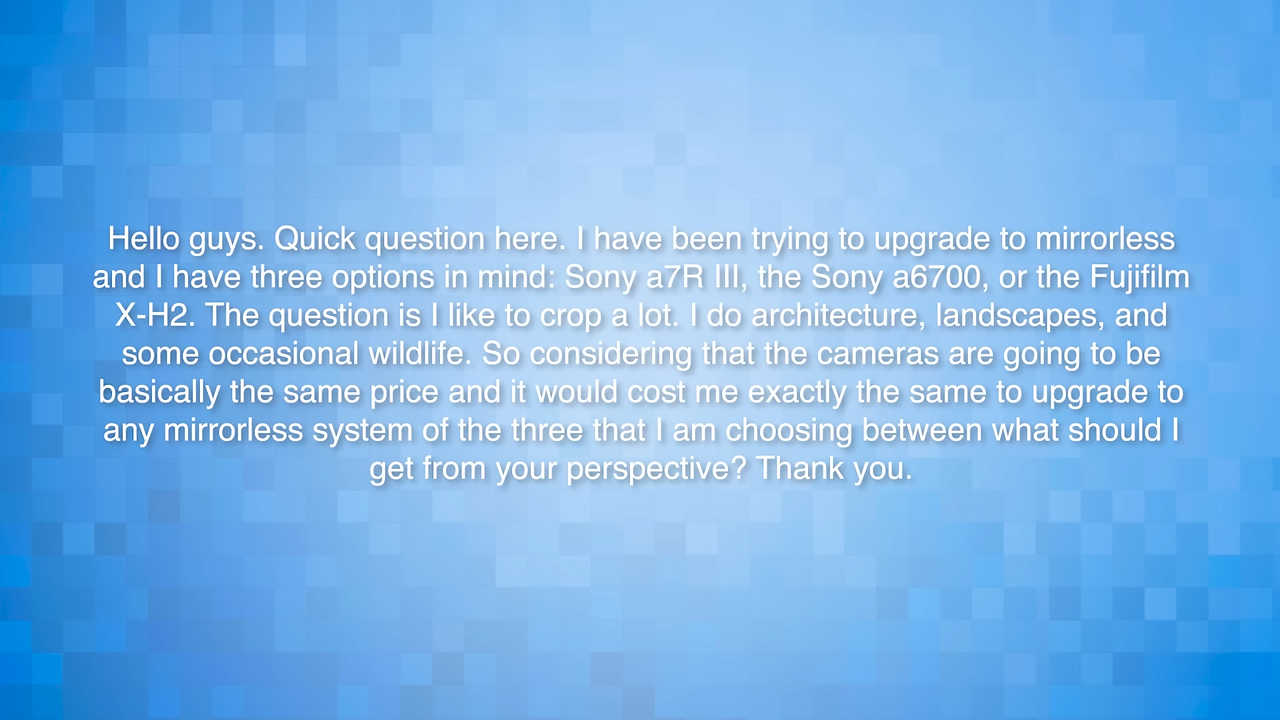 Hello guys. Quick question here. I have been trying to upgrade to mirrorless
and I have three options in mind: Sony a7R III, the Sony a6700, or the Fujifilm
X-H2. The question is I like to crop a lot. I do architecture, landscapes, and
some occasional wildlife. So considering that the cameras are going to be
basically the same price and it would cost me exactly the same to upgrade to
any mirrorless system of the three that I am choosing between what should I
get from your perspective? Thank you.